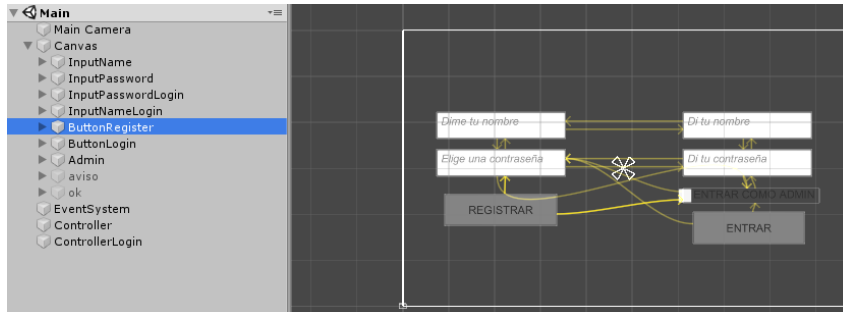 Main
Main Camera
Canvas
InputName
InputPassword
InputPasswordLogin
InputNameLogin
ButtonRegister
ButtonLogin
Admin
aviso
ok
EventSystem
Controller
ControllerLogin
Dime tu nombre
Di tu nombre
Elige una contraseña
Di tu contraseña
ENTRAR COMO ADMIN
REGISTRAR
ENTRAR